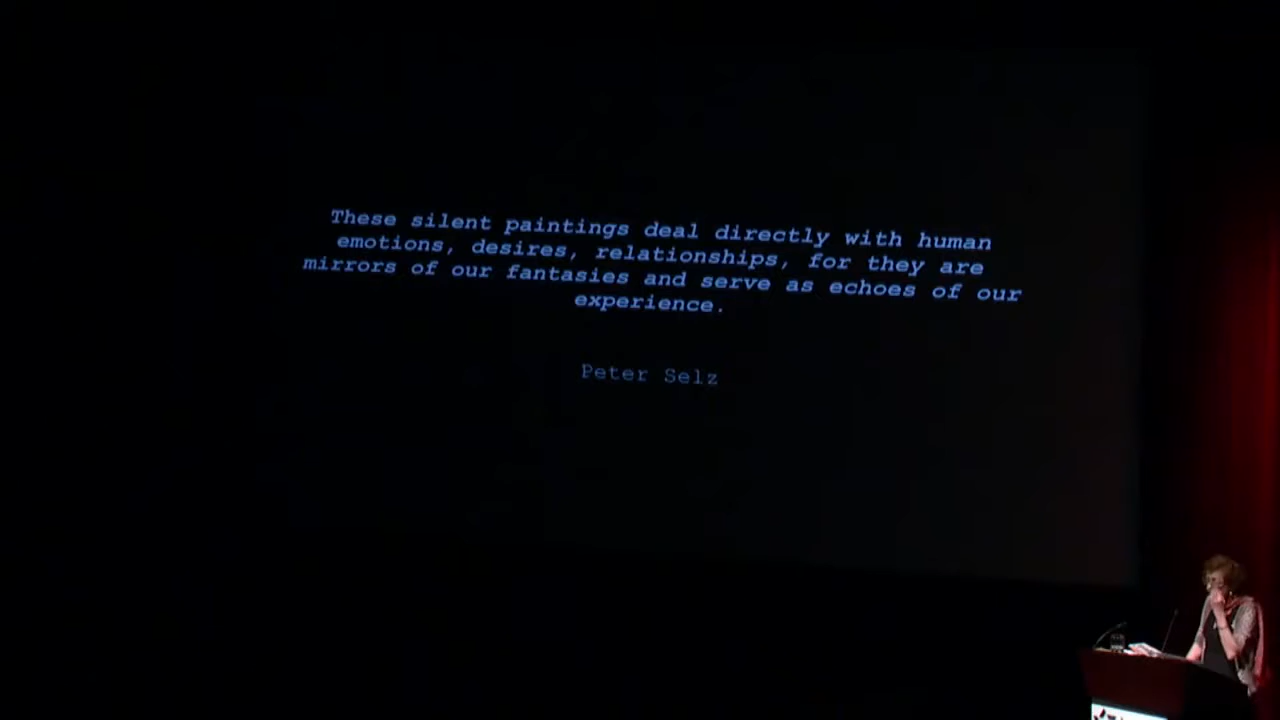 These silent paintings deal directly with human
emotions, desires, relationships, for they are
mirrors of our fantasies and serve as echoes of our
experience.
Peter Selz